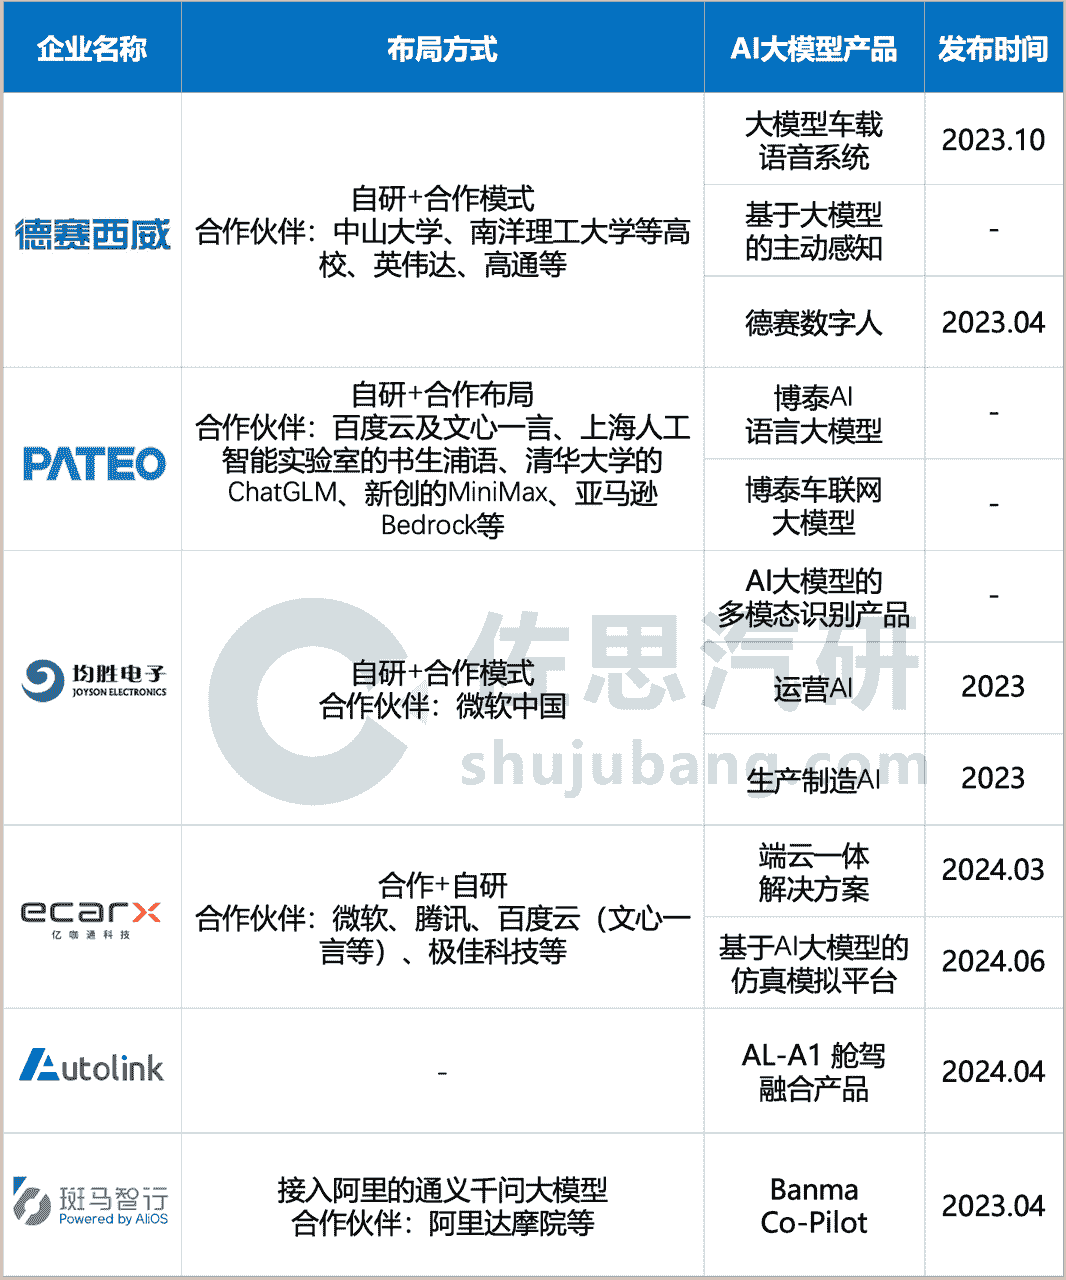 企业名称
布局方式
AI大模型产品
发布时间
德赛西威
自研+合作模式
合作伙伴：中山大学、南洋理工大学等高
校、英伟达、高通等
大模型车载
语音系统
2023.10
基于大模型
的主动感知
-
德赛数字人
2023.04
PATEO
自研+合作布局
合作伙伴：百度云及文心一言、上海人工
智能实验室的书生浦语、清华大学的
ChatGLM、新创的MiniMax、亚马逊
Bedrock等
博泰AI
语言大模型
-
博泰车联网
大模型
-
均胜电子
JOYSON ELECTRONICS
自研+合作模式
合作伙伴：微软中国
AI大模型的
多模态识别产品
-
运营AI
2023
生产制造AI
2023
佐思汽研
shujubang.com
ecarx
亿咖通科技
合作+自研
合作伙伴：微软、腾讯、百度云（文心一
言等）、极佳科技等
端云一体
解决方案
2024.03
基于AI大模型的
仿真模拟平台
2024.06
Autolink
-
AL-A1 舱驾
融合产品
2024.04
斑马智行
Powered by AliOS
接入阿里的通义千问大模型
合作伙伴：阿里达摩院等
Banma
Co-Pilot
2023.04